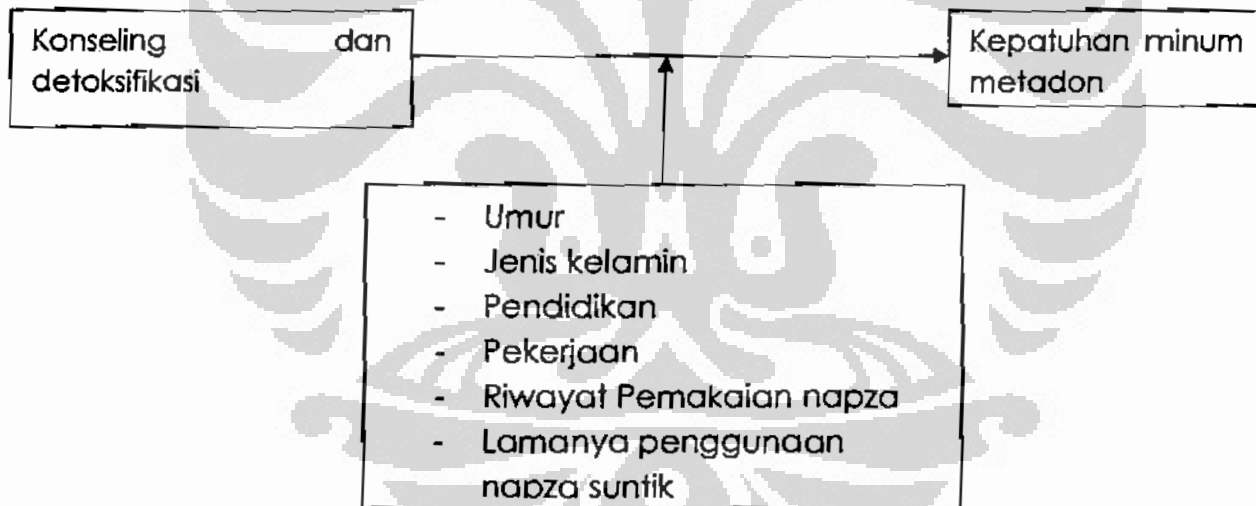 Konseling dan
detoksifikasi
Kepatuhan minum
metadon
- Umur
- Jenis kelamin
- Pendidikan
- Pekerjaan
- Riwayat Pemakaian napza
- Lamanya penggunaan
napza suntik